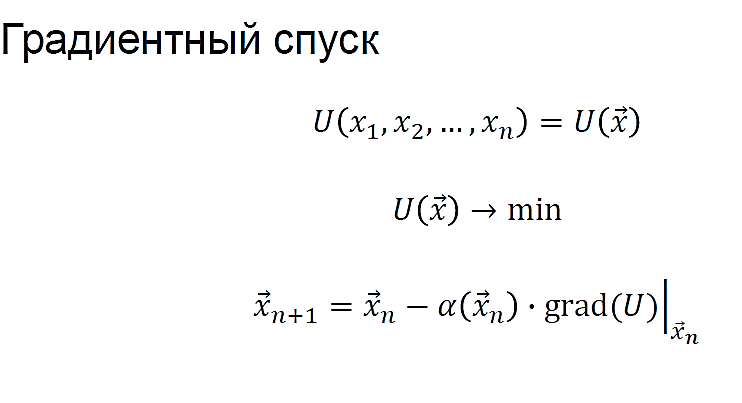 Градиентный спуск
U(x₁, x₂, … , xₙ) = U(x⃗)
U(x⃗) → min
x⃗ₙ₊₁ = x⃗ₙ − α(x⃗ₙ) · grad(U)|x⃗ₙ